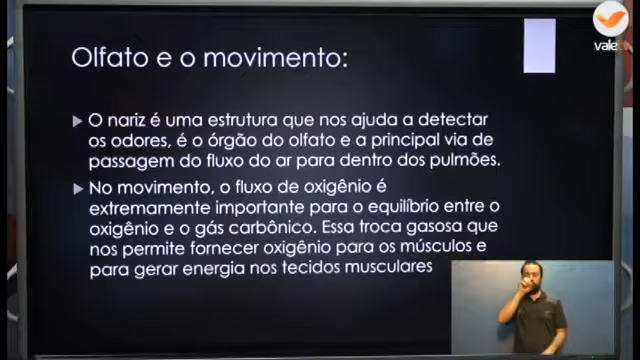 vale
Olfato e o movimento:
O nariz é uma estrutura que nos ajuda a detectar
os odores, é o órgão do olfato e a principal via de
passagem do fluxo do ar para dentro dos pulmões.
No movimento, o fluxo de oxigênio é
extremamente importante para o equilíbrio entre o
oxigênio e o gás carbônico. Essa troca gasosa que
nos permite fornecer oxigênio para os músculos e
para gerar energia nos tecidos musculares